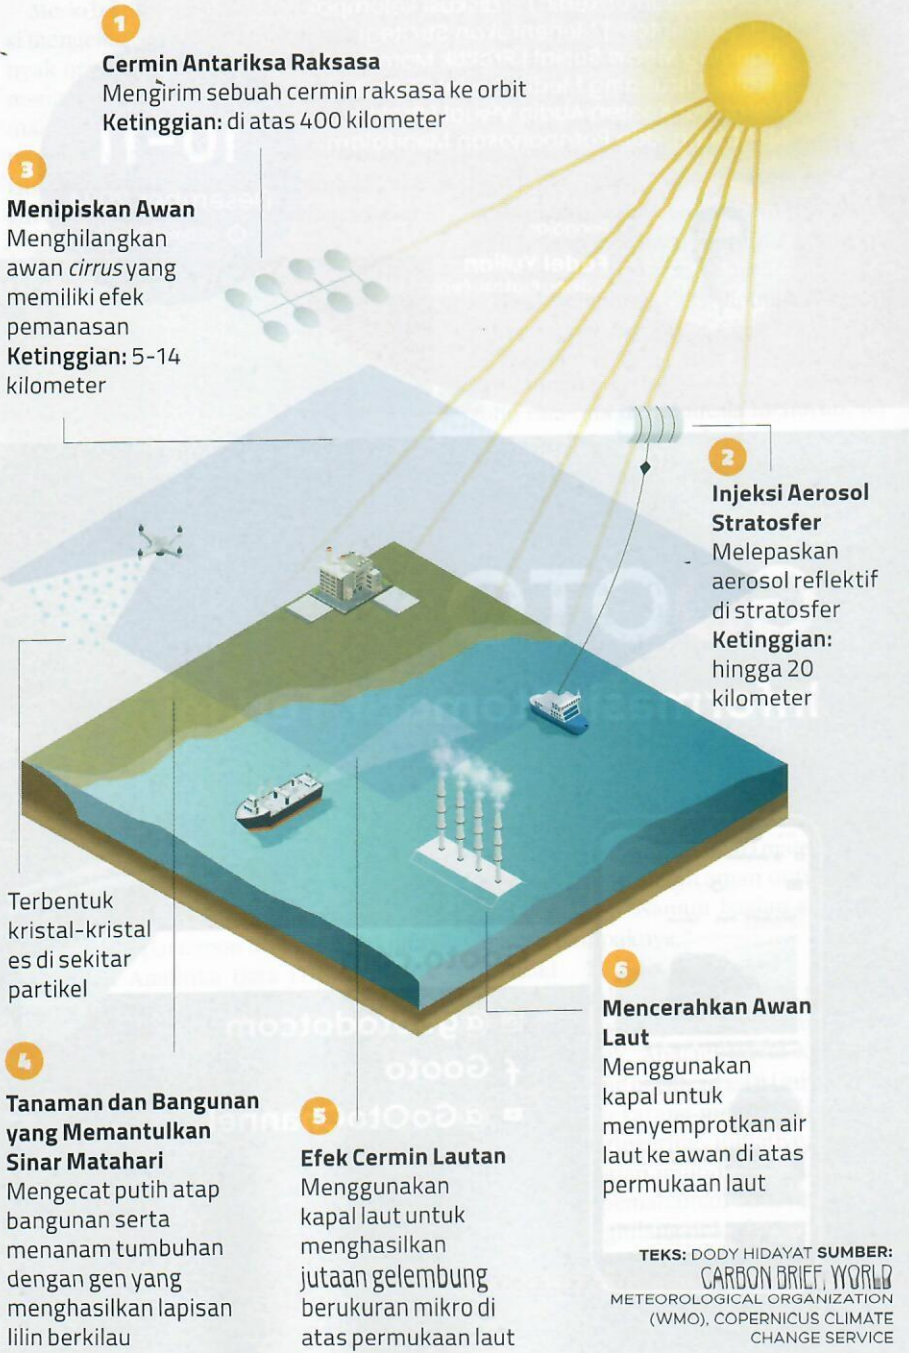 1
Cermin Antariksa Raksasa
Mengirim sebuah cermin raksasa ke orbit
Ketinggian: di atas 400 kilometer
3
Menipiskan Awan
Menghilangkan
awan cirrus yang
memiliki efek
pemanasan
Ketinggian: 5-14
kilometer
2
Injeksi Aerosol
Stratosfer
Melepaskan
aerosol reflektif
di stratosfer
Ketinggian:
hingga 20
kilometer
Terbentuk
kristal-kristal
es di sekitar
partikel
4
Tanaman dan Bangunan
yang Memantulkan
Sinar Matahari
Mengecat putih atap
bangunan serta
menanam tumbuhan
dengan gen yang
menghasilkan lapisan
lilin berkilau
5
Efek Cermin Lautan
Menggunakan
kapal laut untuk
menghasilkan
jutaan gelembung
berukuran mikro di
atas permukaan laut
6
Mencerahkan Awan
Laut
Menggunakan
kapal untuk
menyemprotkan air
laut ke awan di atas
permukaan laut
TEKS: DODY HIDAYAT SUMBER:
CARBON BRIEF, WORLD
METEOROLOGICAL ORGANIZATION
(WMO), COPERNICUS CLIMATE
CHANGE SERVICE